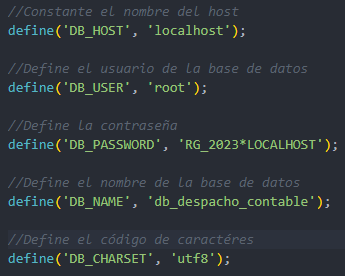 //Constante el nombre del host
define('DB_HOST', 'localhost');
//Define el usuario de la base de datos
define('DB_USER', 'root');
//Define la contraseña
define('DB_PASSWORD', 'RG_2023*LOCALHOST');
//Define el nombre de la base de datos
define('DB_NAME', 'db_despacho_contable');
//Define el código de caractéres
define('DB_CHARSET', 'utf8');